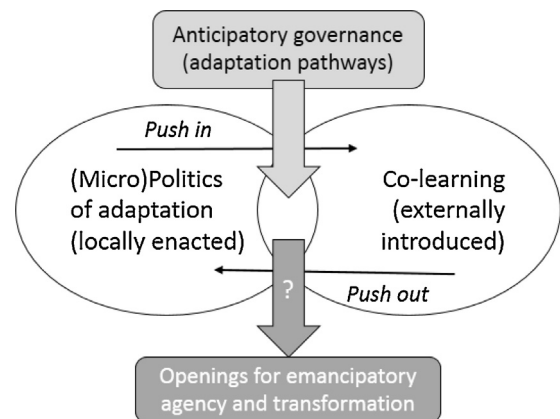 Anticipatory governance
(adaptation pathways)
Push in
(Micro)Politics
of adaptation
(locally enacted)
Co-learning
(externally
introduced)
?
Push out
Openings for emancipatory
agency and transformation